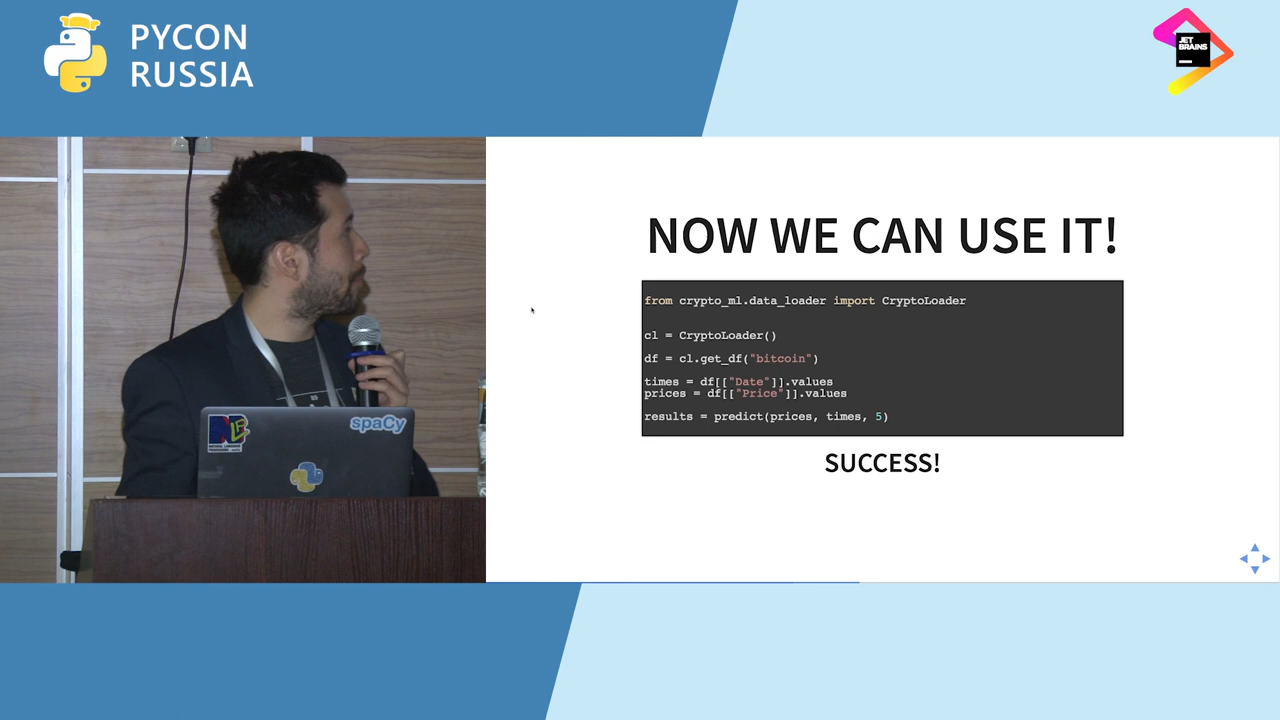 PYCON
RUSSIA
JET
BRAINS
NOW WE CAN USE IT!
from crypto_ml.data_loader import CryptoLoader
cl = CryptoLoader()
df = cl.get_df("bitcoin")
times = df[["Date"]].values
prices = df[["Price"]].values
results = predict(prices, times, 5)
SUCCESS!
spaCy